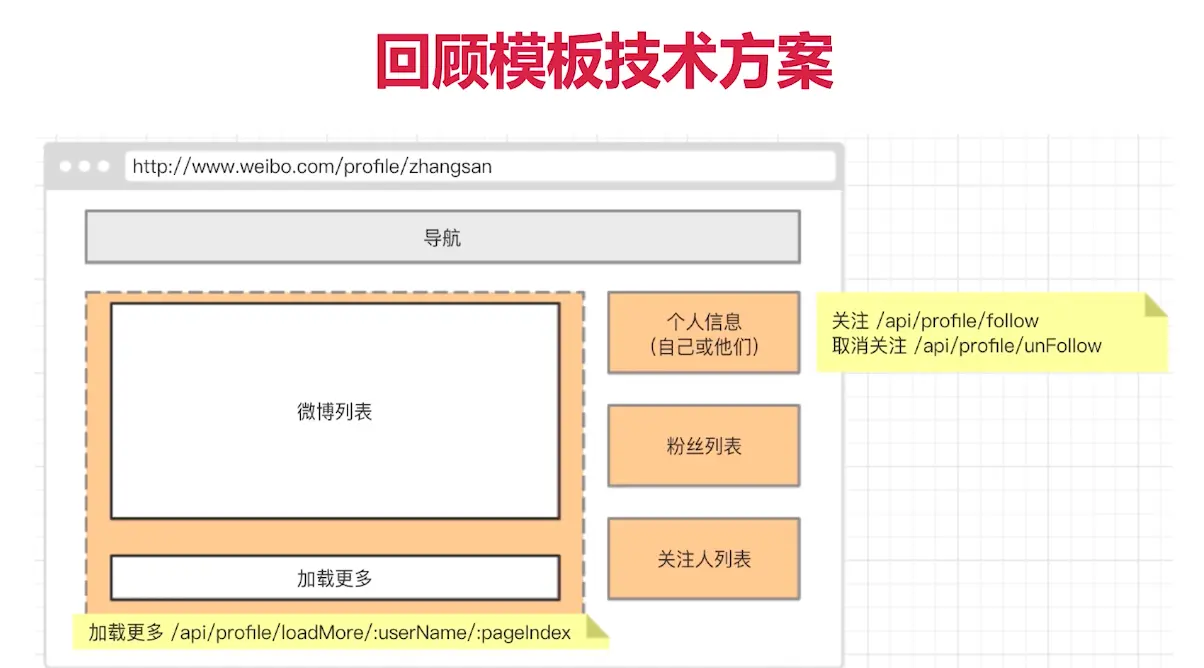 回顾模板技术方案
http://www.weibo.com/profile/zhangsan
导航
微博列表
加载更多
加载更多 /api/profile/loadMore/:userName/:pageIndex
个人信息
（自己或他们）
关注 /api/profile/follow
取消关注 /api/profile/unFollow
粉丝列表
关注人列表